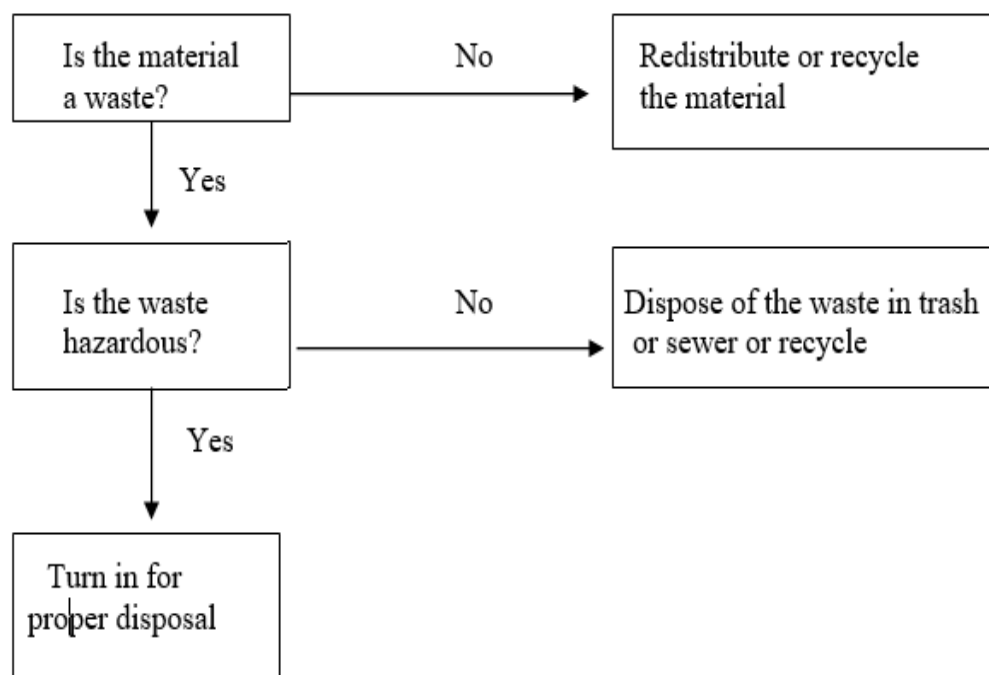 Is the material
a waste?
No
Redistribute or recycle
the material
Yes
Is the waste
hazardous?
No
Dispose of the waste in trash
or sewer or recycle
Yes
Turn in for
proper disposal